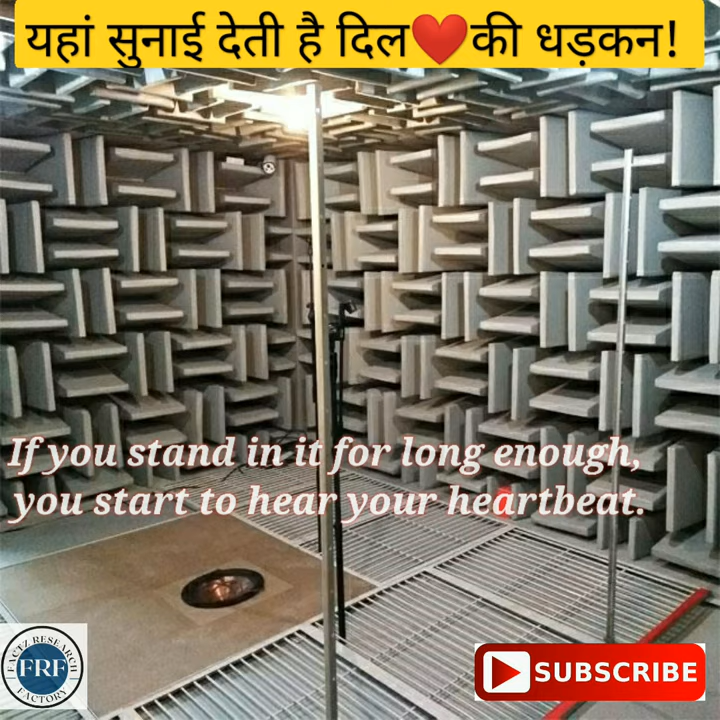 यहां सुनाई देती है दिल❤️की धड़कन!
If you stand in it for long enough,
you start to hear your heartbeat.
FACTZ RESEARCH
FRF
FACTORY
SUBSCRIBE